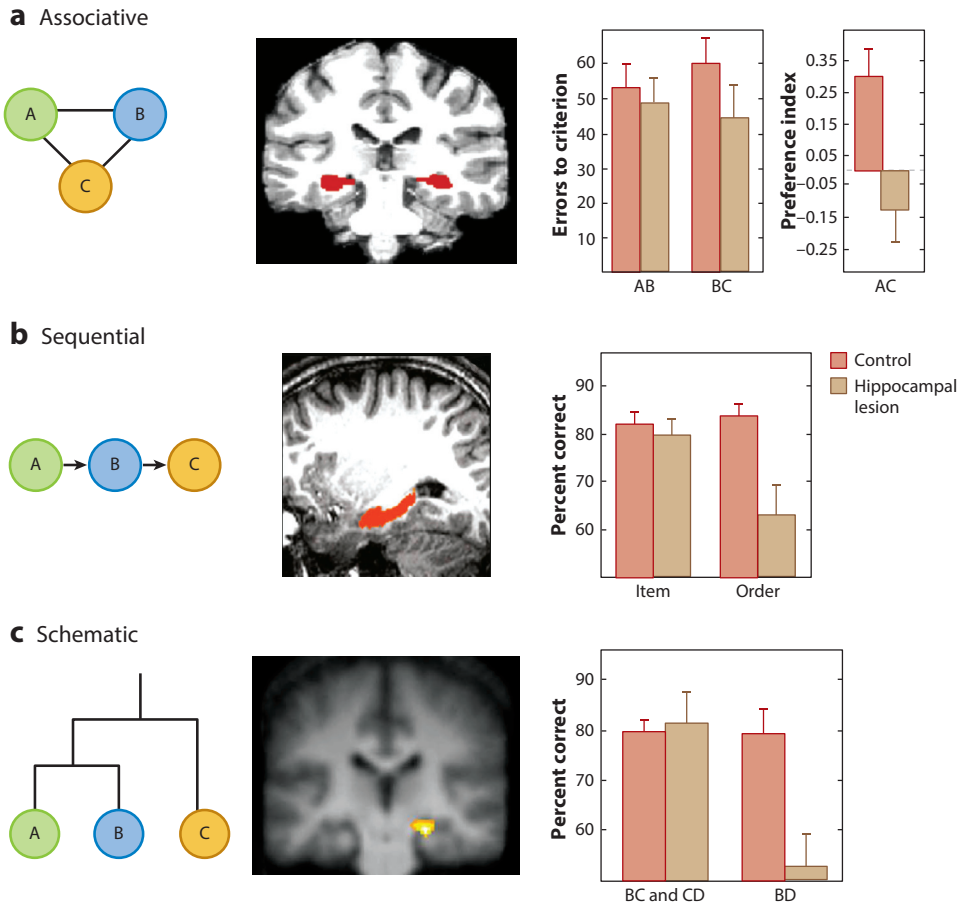 a Associative
A
B
C
Errors to criterion
60
50
40
30
20
10
AB
BC
Preference index
0.35
0.25
0.15
0.05
−0.05
−0.15
−0.25
AC
b Sequential
A
B
C
Percent correct
90
80
70
60
Item
Order
Control
Hippocampal
lesion
c Schematic
A
B
C
Percent correct
90
80
90
60
BC and CD
BD